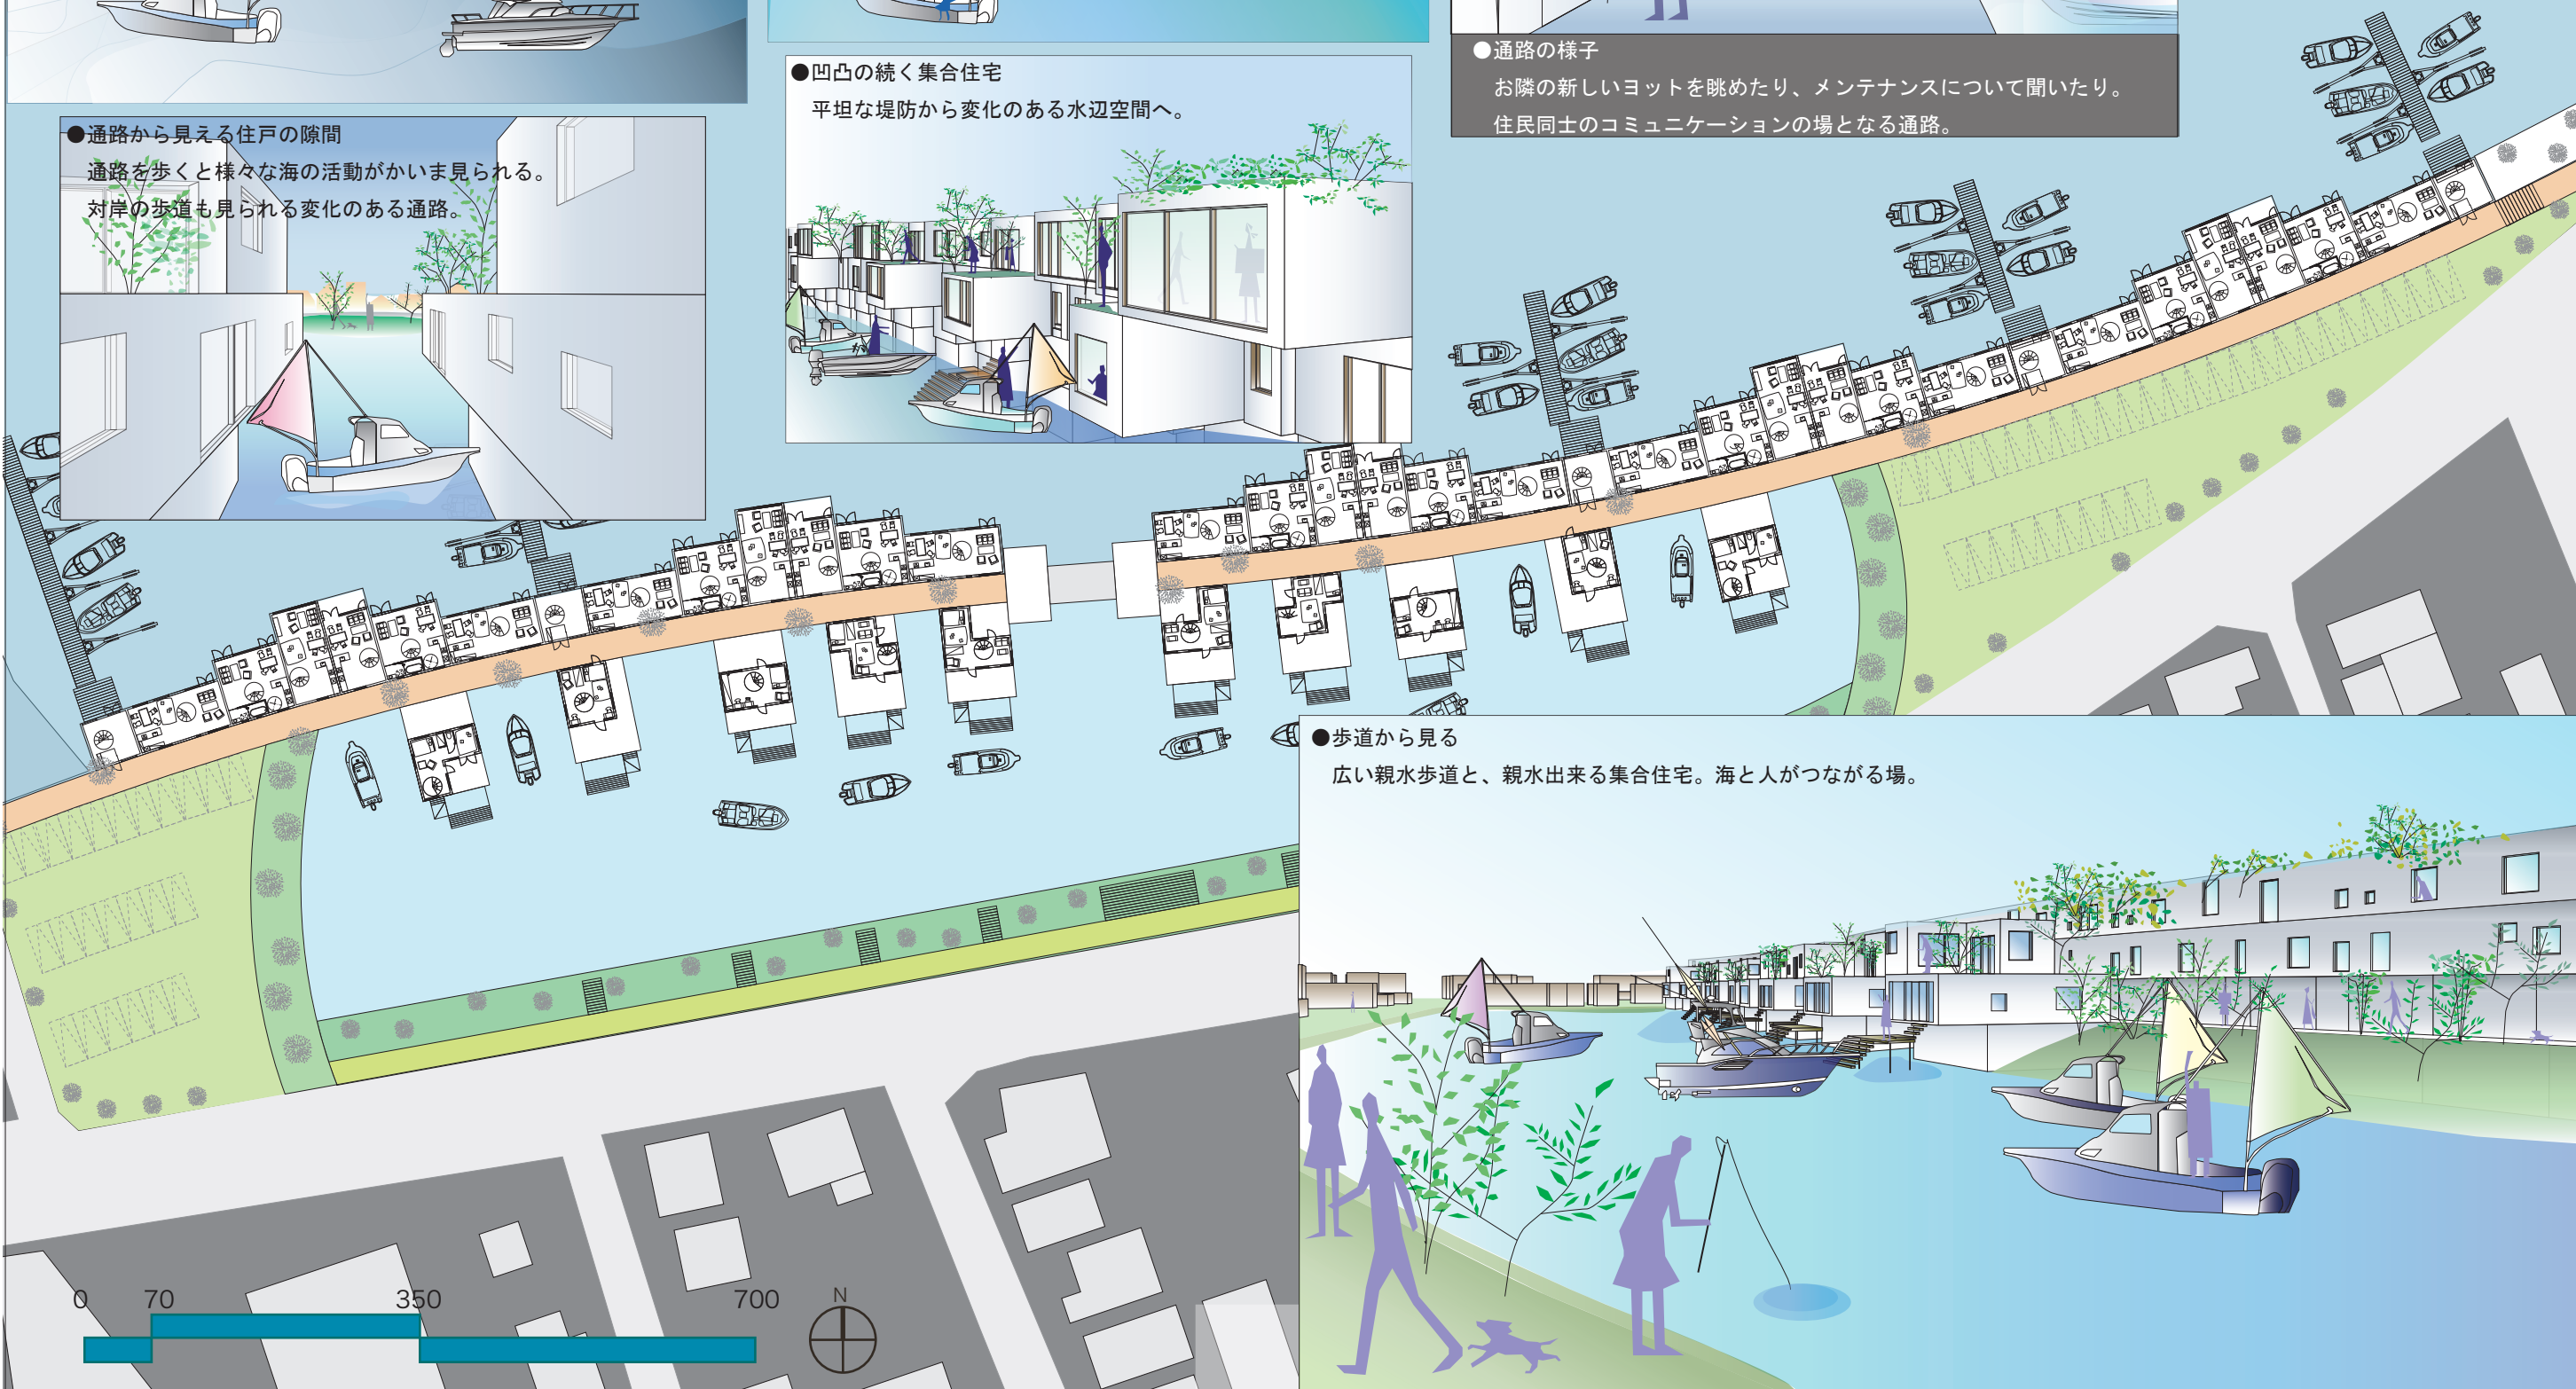 ●通路の様子
お隣の新しいヨットを眺めたり、メンテナンスについて聞いたり。
住民同士のコミュニケーションの場となる通路。
●凹凸の続く集合住宅
平坦な堤防から変化のある水辺空間へ。
●通路から見える住戸の隙間
通路を歩くと様々な海の活動がかいま見られる。
対岸の歩道も見られる変化のある通路。
●歩道から見る
広い親水歩道と、親水出来る集合住宅。海と人がつながる場。
0 70 350 700
N